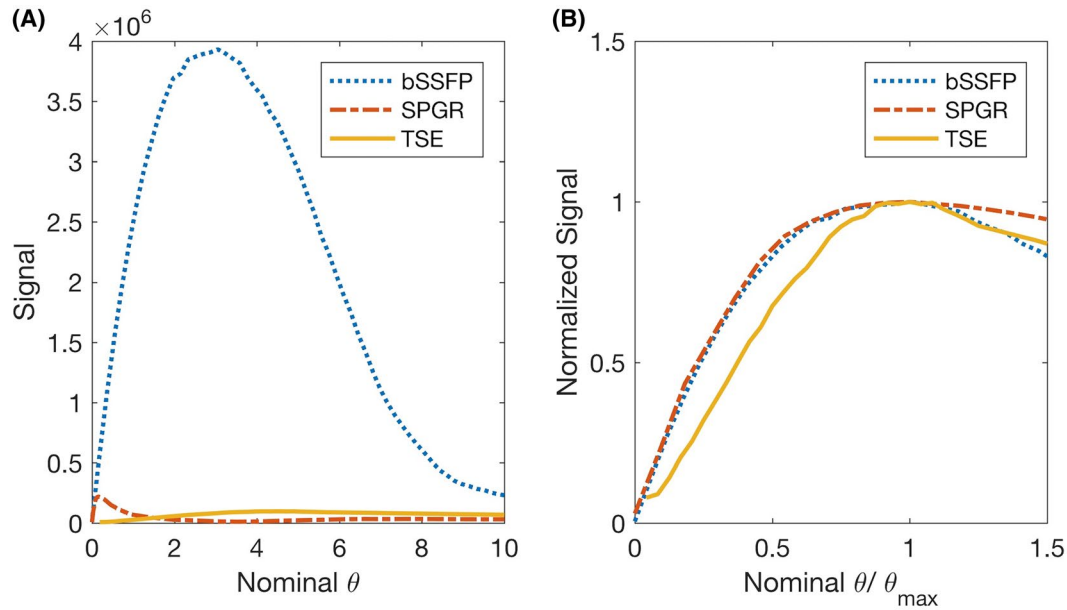 (A)
×10⁶
4
3.5
3
2.5
2
1.5
1
0.5
0
Signal
0 2 4 6 8 10
Nominal θ
bSSFP
SPGR
TSE
(B)
1.5
1
0.5
0
Normalized Signal
0 0.5 1 1.5
Nominal θ/ θmax
bSSFP
SPGR
TSE